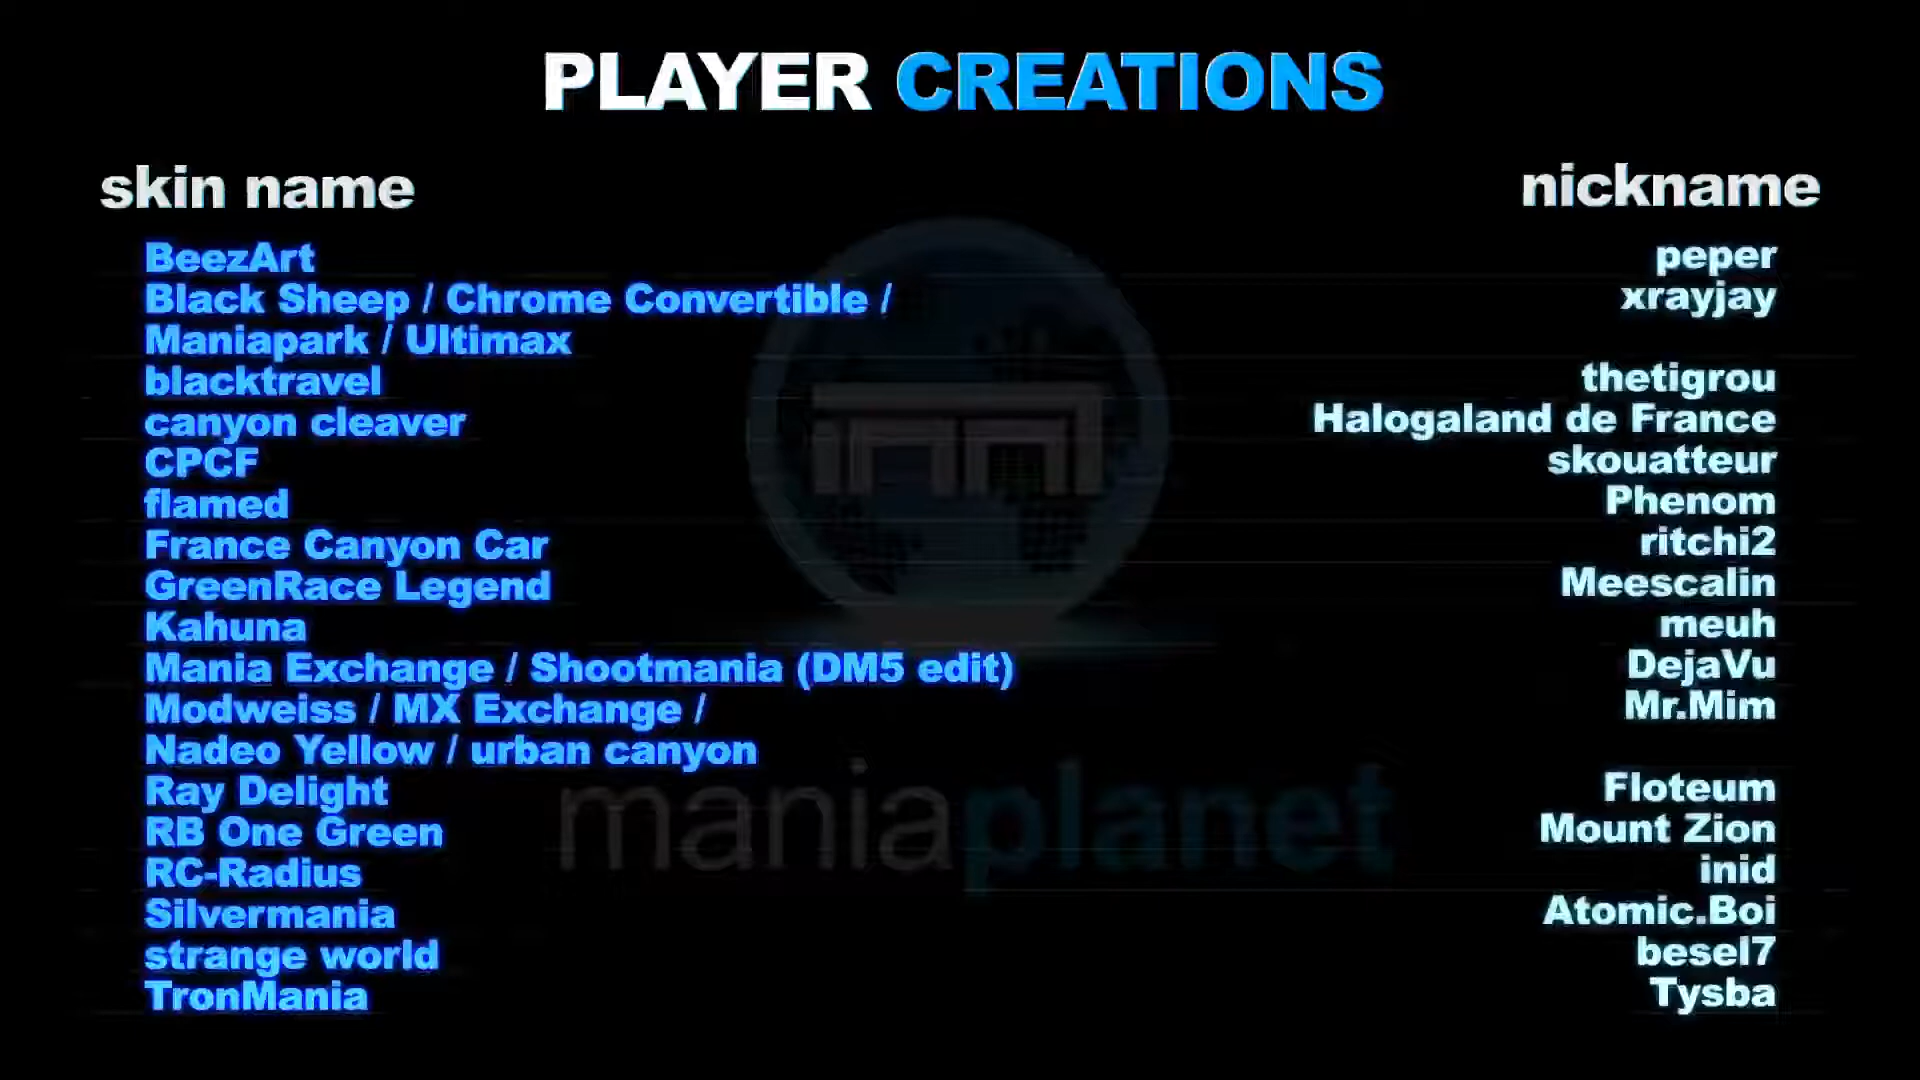 PLAYER CREATIONS
skin name nickname
BeezArt peper
Black Sheep / Chrome Convertible / xrayjay
Maniapark / Ultimax
blacktravel thetigrou
canyon cleaver Halogaland de France
CPCF skouatteur
flamed Phenom
France Canyon Car ritchi2
GreenRace Legend Meescalin
Kahuna meuh
Mania Exchange / Shootmania (DM5 edit) DejaVu
Modweiss / MX Exchange / Mr.Mim
Nadeo Yellow / urban canyon
Ray Delight Floteum
RB One Green Mount Zion
RC-Radius inid
Silvermania Atomic.Boi
strange world besel7
TronMania Tysba
maniaplanet